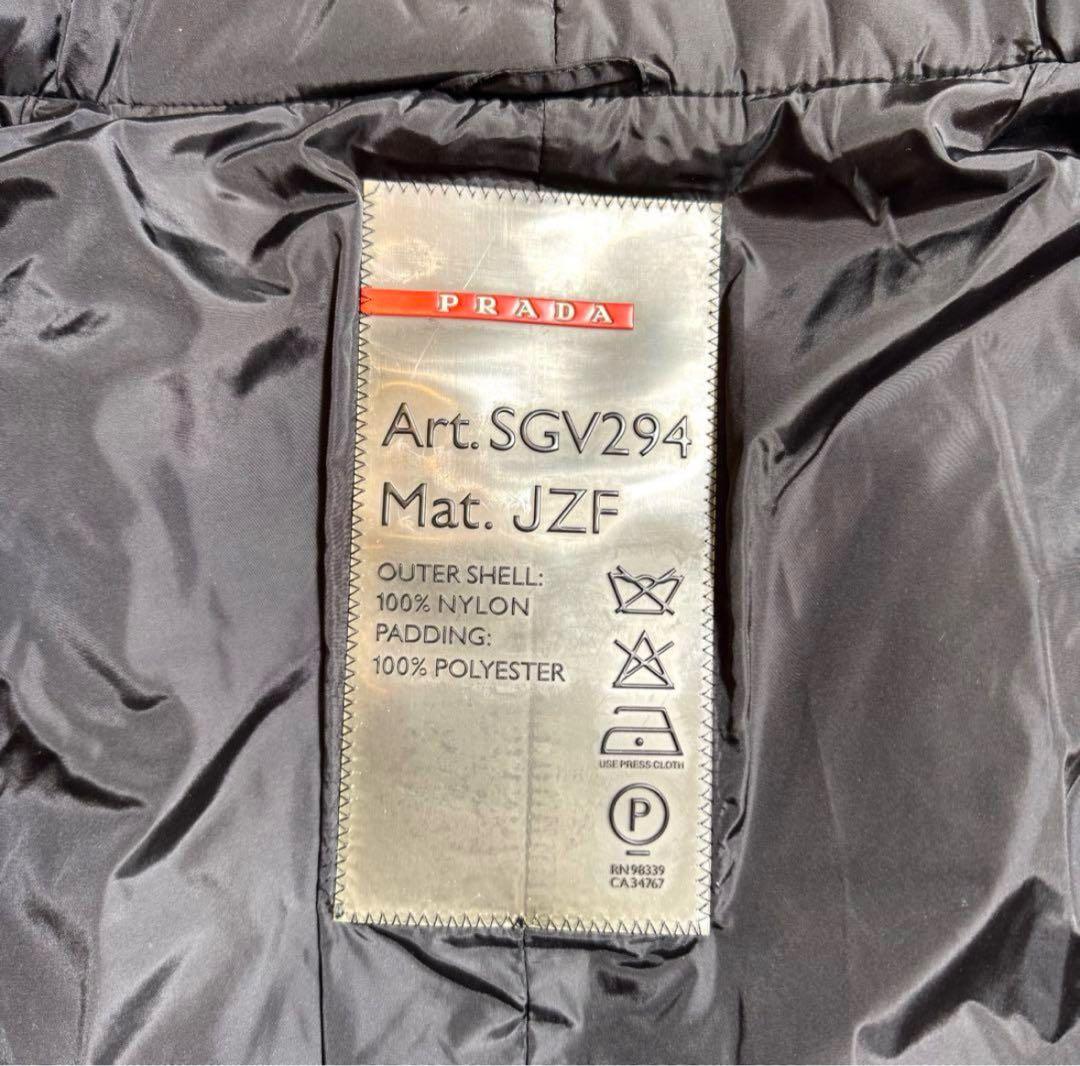 PRADA
Art. SGV294
Mat. JZF
OUTER SHELL:
100% NYLON
PADDING:
100% POLYESTER
USE PRESS CLOTH
P
RN 98339
CA 34767